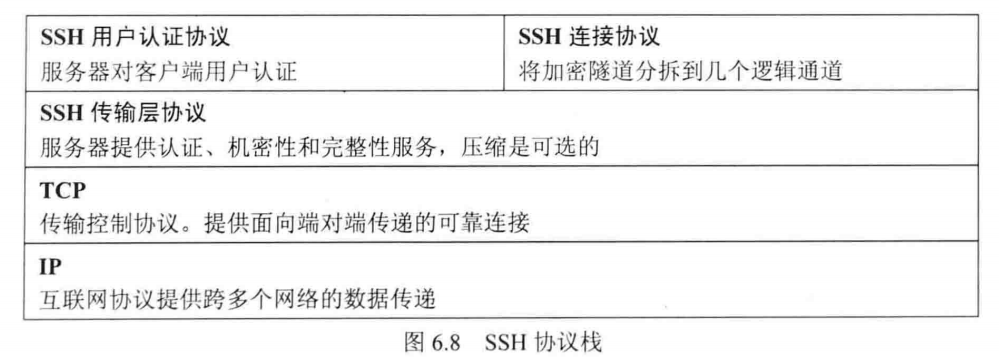 SSH 用户认证协议
服务器对客户端用户认证
SSH 连接协议
将加密隧道分拆到几个逻辑通道
SSH 传输层协议
服务器提供认证、机密性和完整性服务，压缩是可选的
TCP
传输控制协议。提供面向端对端传递的可靠连接
IP
互联网协议提供跨多个网络的数据传递
图 6.8 SSH 协议栈